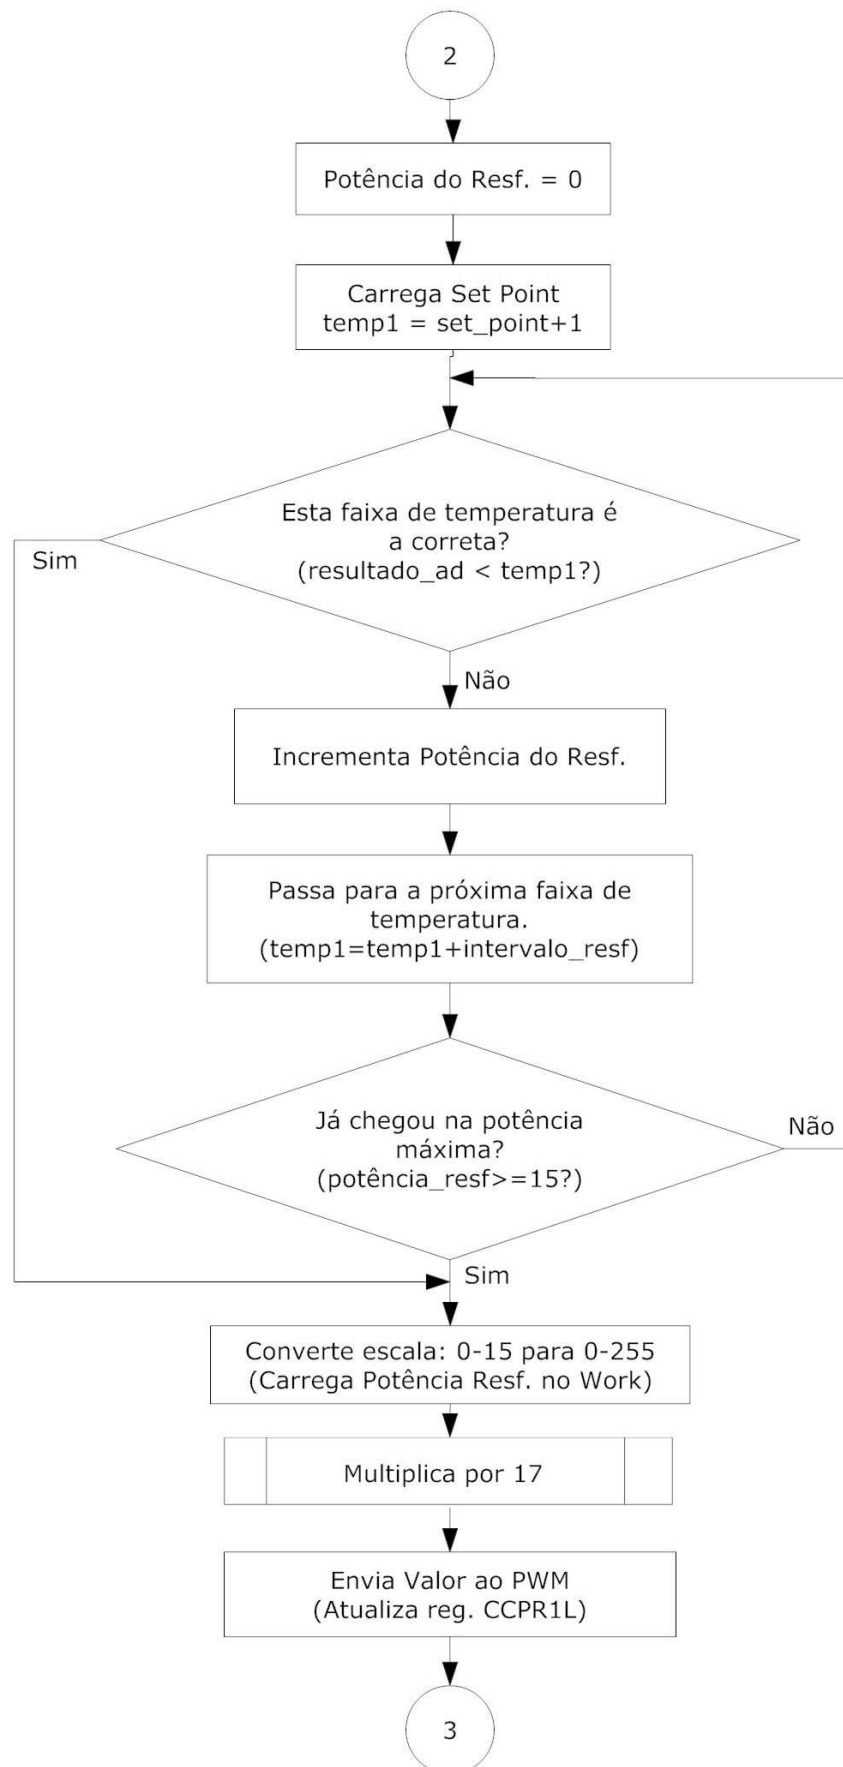 2
Potência do Resf. = 0
Carrega Set Point
temp1 = set_point+1
Esta faixa de temperatura é
a correta?
(resultado_ad < temp1?)
Sim
Não
Incrementa Potência do Resf.
Passa para a próxima faixa de
temperatura.
(temp1=temp1+intervalo_resf)
Já chegou na potência
máxima?
(potência_resf>=15?)
Não
Sim
Converte escala: 0-15 para 0-255
(Carrega Potência Resf. no Work)
Multiplica por 17
Envia Valor ao PWM
(Atualiza reg. CCPR1L)
3